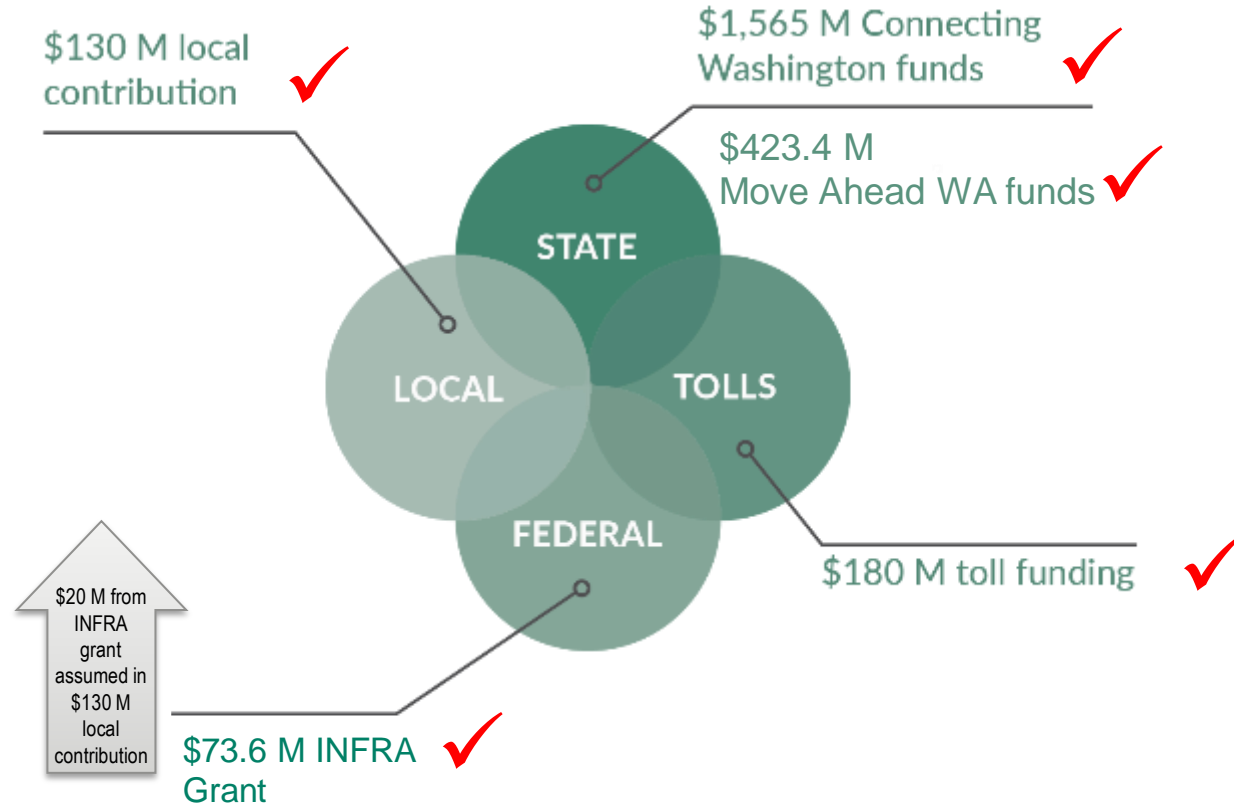 $130 M local
contribution
$1,565 M Connecting
Washington funds
$423.4 M
Move Ahead WA funds
STATE
LOCAL
TOLLS
FEDERAL
$180 M toll funding
$20 M from
INFRA
grant
assumed in
$130 M
local
contribution
$73.6 M INFRA
Grant